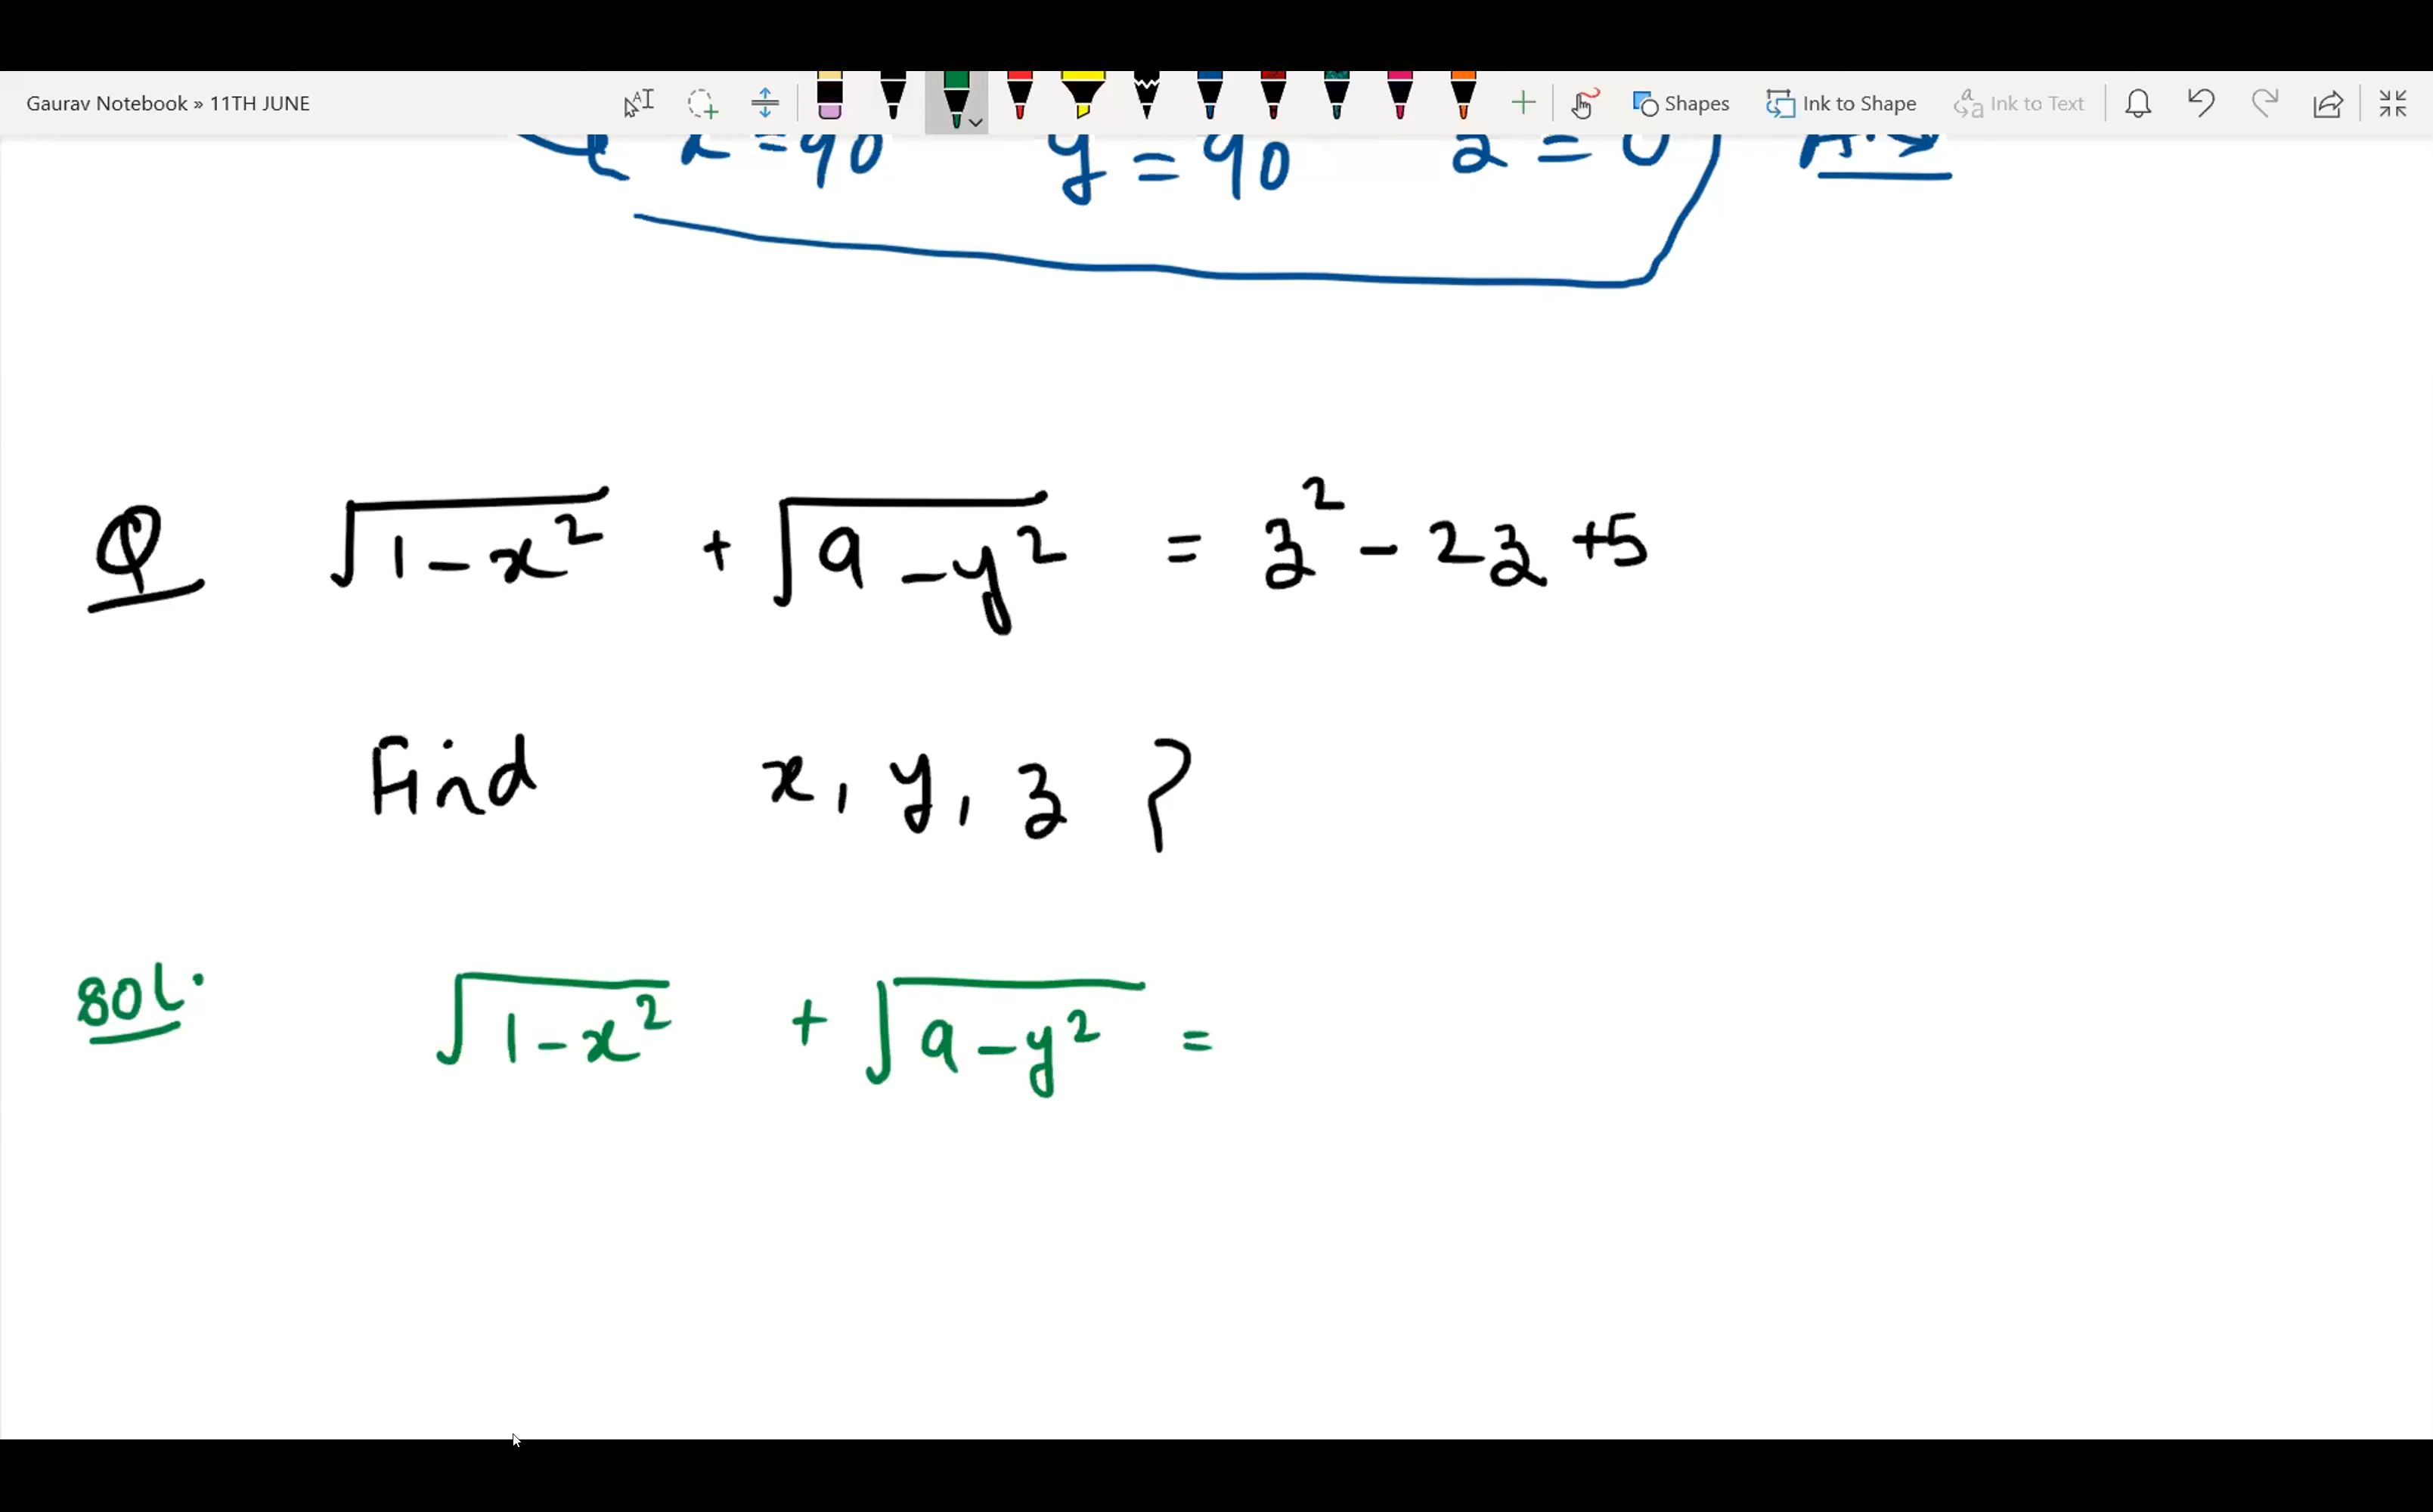 Gaurav Notebook » 11TH JUNE
Shapes
Ink to Shape
Ink to Text
x = 90 y = 90 z = 0 Ans
Q √(1-x²) + √(9-y²) = z² - 2z + 5
Find x, y, z ?
Sol. √(1-x²) + √(9-y²) =